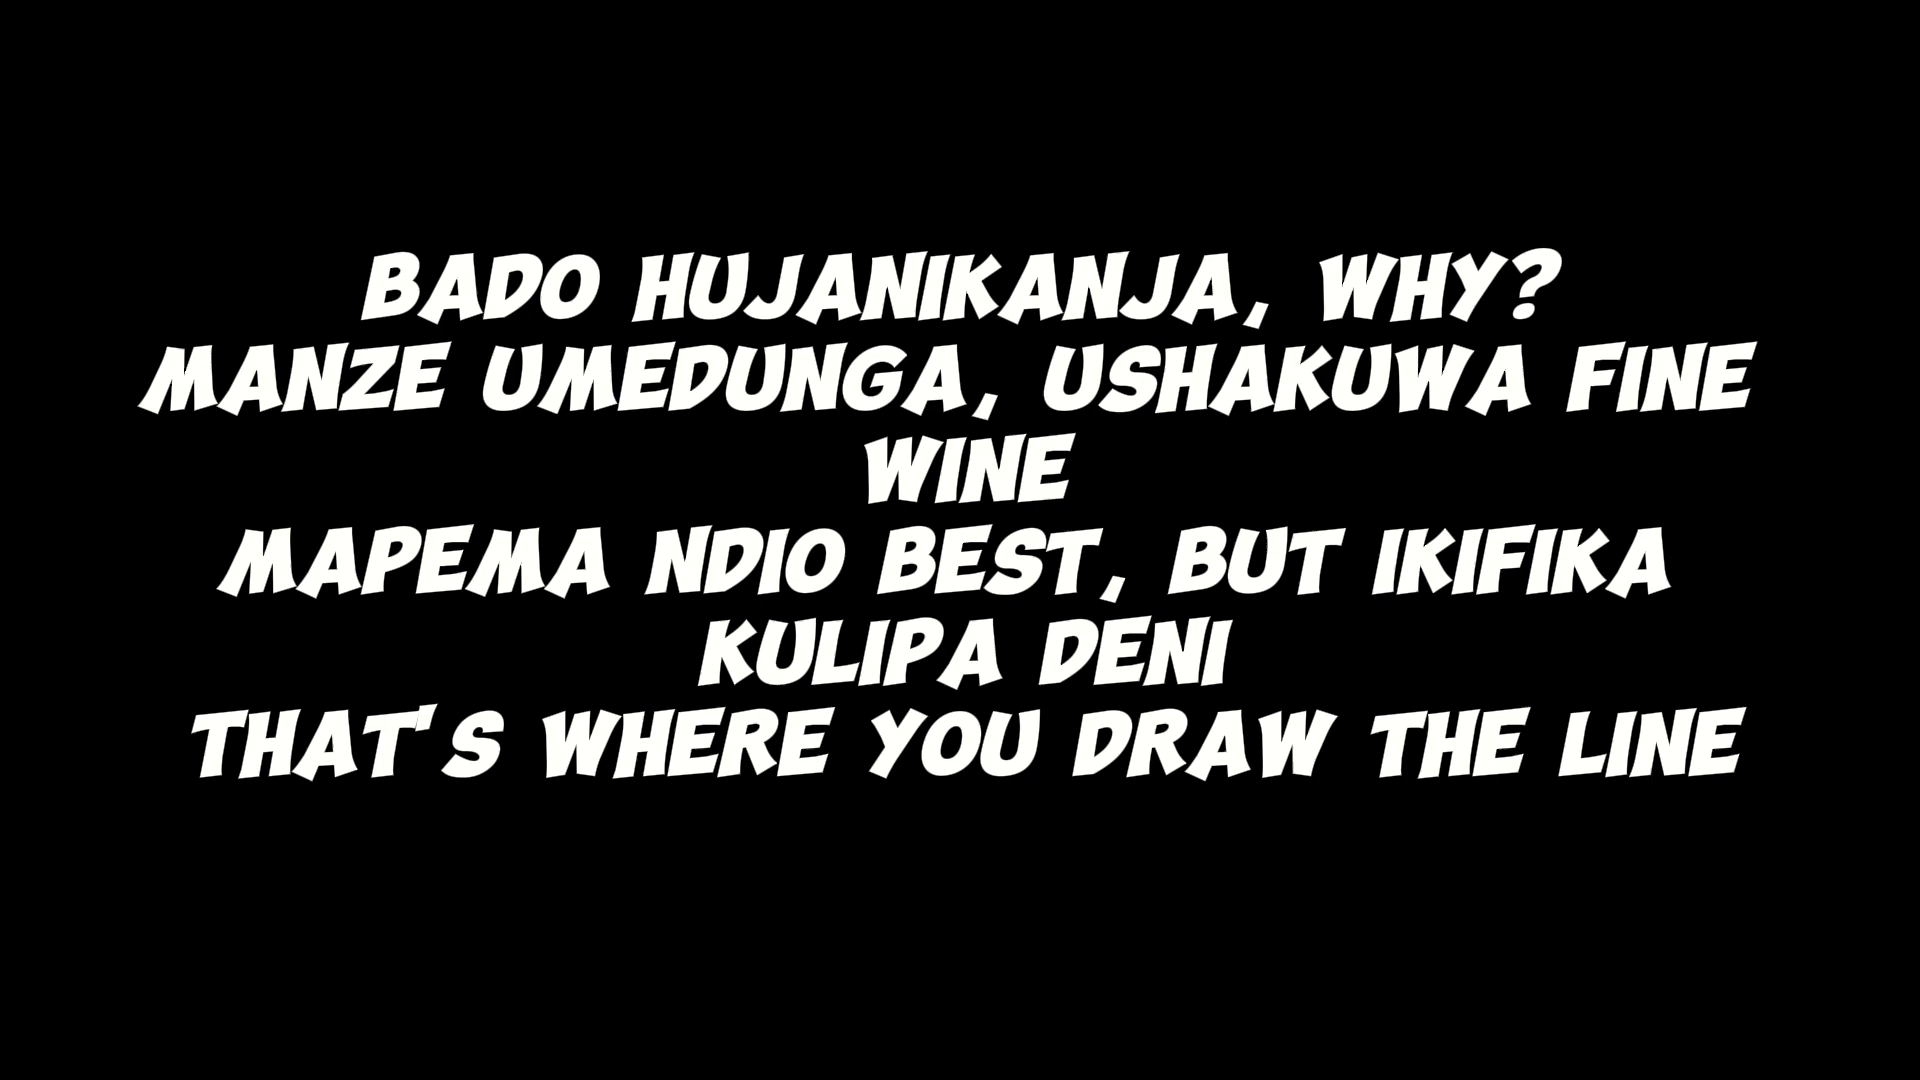 BADO HUJANIKANJA, WHY?
MANZE UMEDUNGA, USHAKUWA FINE
WINE
MAPEMA NDIO BEST, BUT IKIFIKA
KULIPA DENI
THAT'S WHERE YOU DRAW THE LINE